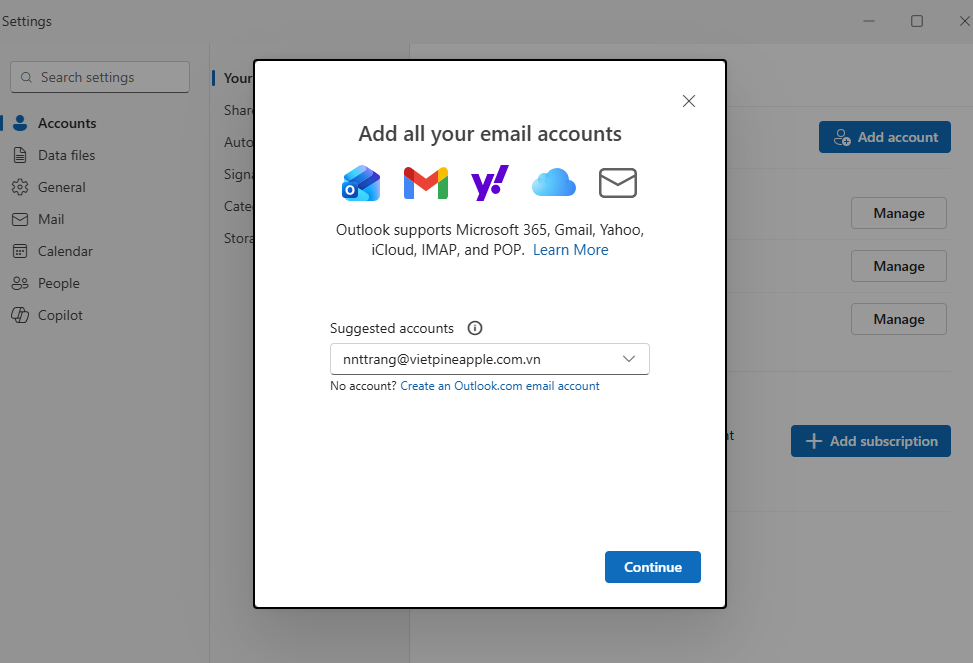 Settings
Search settings
Accounts
Data files
General
Mail
Calendar
People
Copilot
Your
Share
Auto
Signa
Cate
Stora
Add all your email accounts
y!
Outlook supports Microsoft 365, Gmail, Yahoo,
iCloud, IMAP, and POP. Learn More
Suggested accounts
nnttrang@vietpineapple.com.vn
No account? Create an Outlook.com email account
Continue
Add account
Manage
Manage
Manage
nt
Add subscription